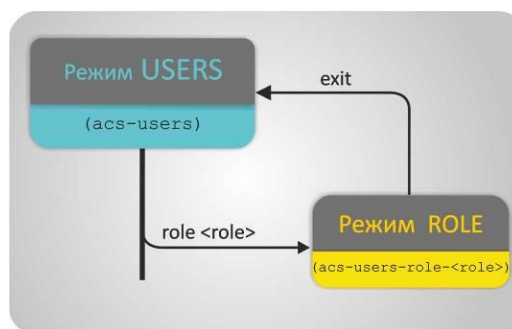 Режим USERS
(acs-users)
exit
role <role>
Режим ROLE
(acs-users-role-<role>)